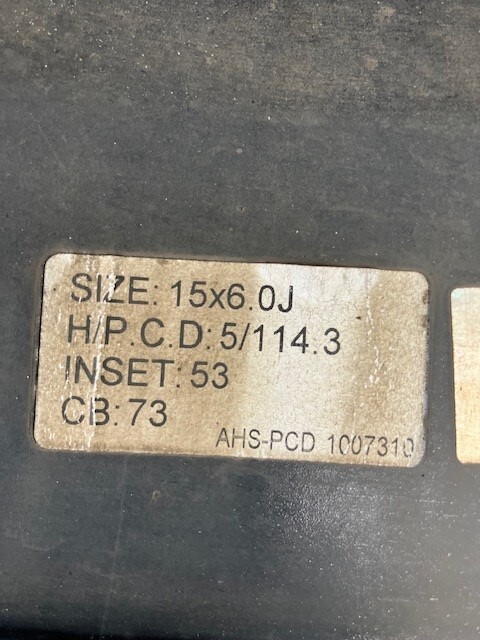 SIZE: 15x6.0J
H/P.C.D: 5/114.3
INSET: 53
CB: 73
AHS-PCD 1007310